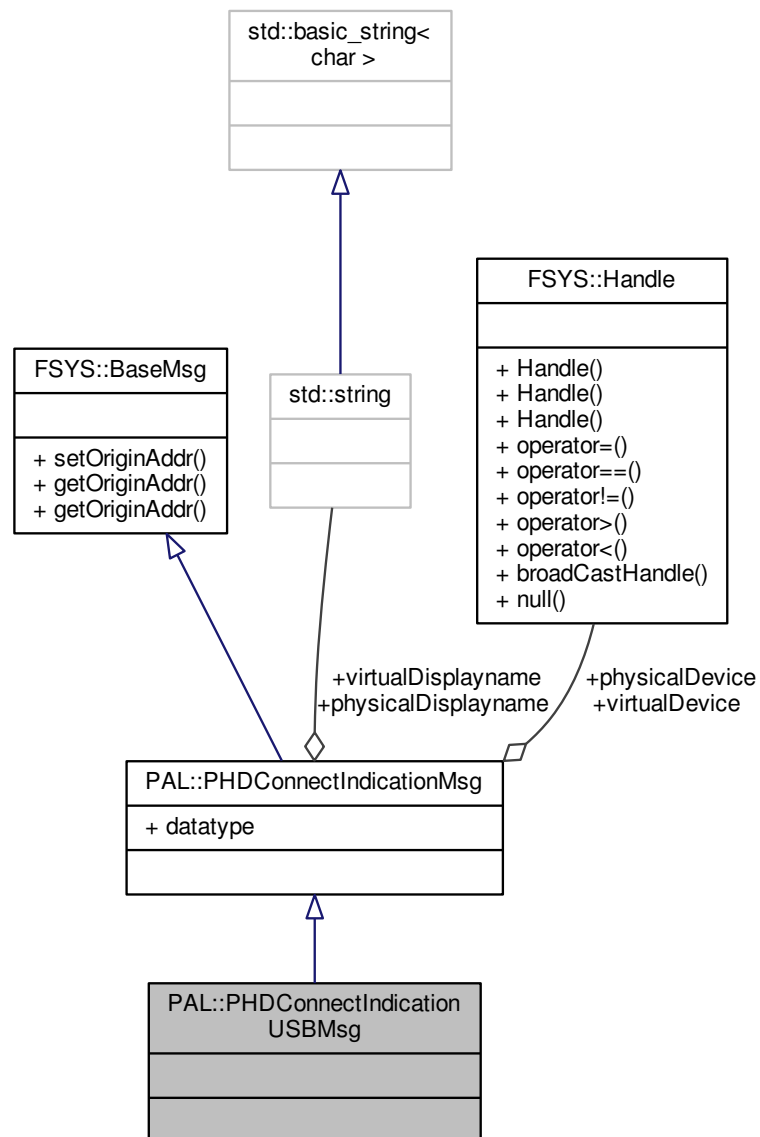 std::basic_string<
char >
FSYS::Handle
+ Handle()
+ Handle()
+ Handle()
+ operator=()
+ operator==()
+ operator!=()
+ operator>()
+ operator<()
+ broadCastHandle()
+ null()
FSYS::BaseMsg
+ setOriginAddr()
+ getOriginAddr()
+ getOriginAddr()
std::string
+virtualDisplayname
+physicalDisplayname
+physicalDevice
+virtualDevice
PAL::PHDConnectIndicationMsg
+ datatype
PAL::PHDConnectIndication
USBMsg